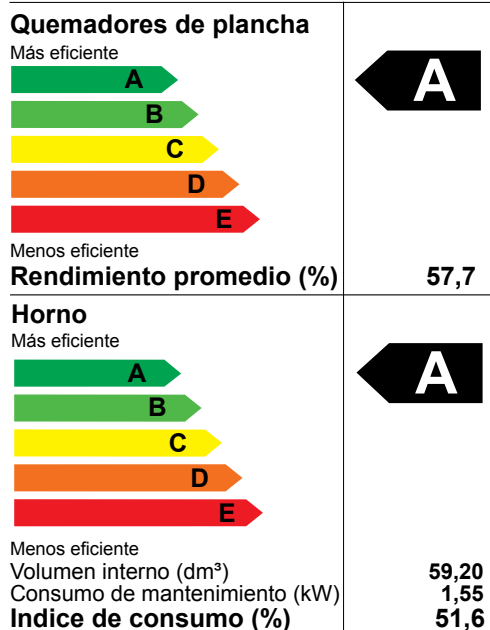 Quemadores de plancha
Más eficiente
A
A
B
C
D
E
Menos eficiente
Rendimiento promedio (%) 57,7
Horno
Más eficiente
A
A
B
C
D
E
Menos eficiente
Volumen interno (dm³) 59,20
Consumo de mantenimiento (kW) 1,55
Indice de consumo (%) 51,6